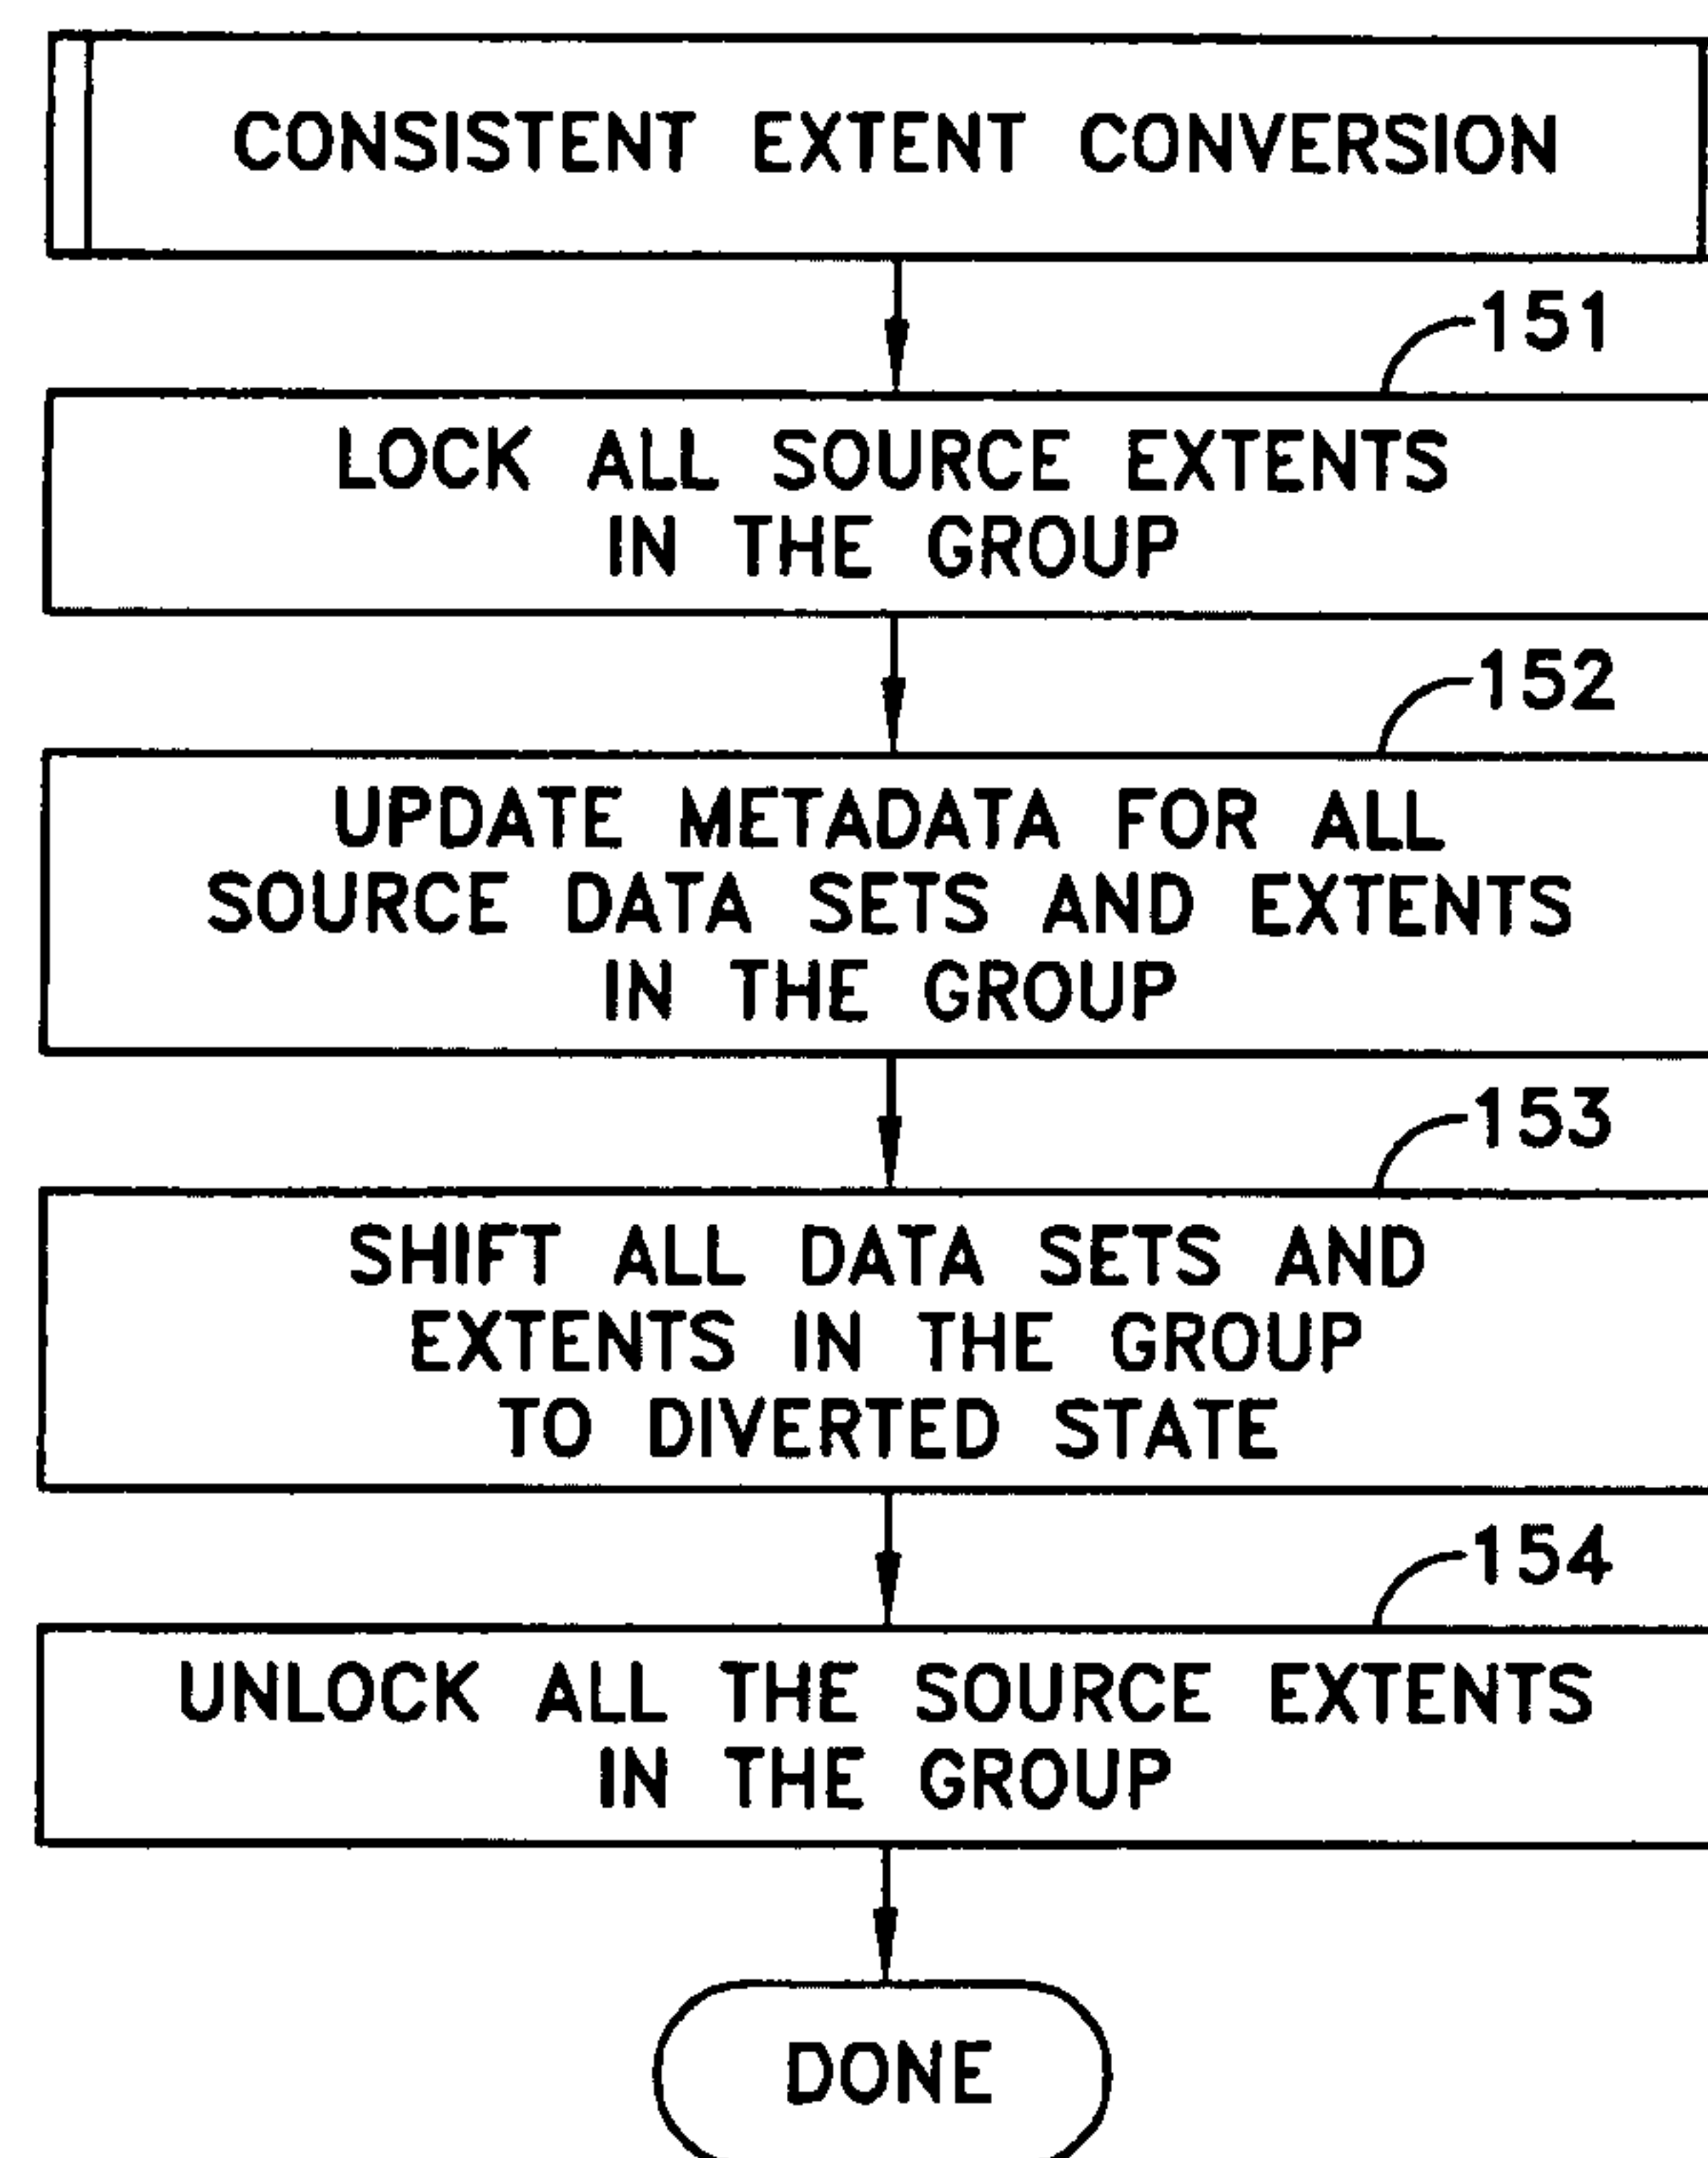 CONSISTENT EXTENT CONVERSION
151
LOCK ALL SOURCE EXTENTS
IN THE GROUP
152
UPDATE METADATA FOR ALL
SOURCE DATA SETS AND EXTENTS
IN THE GROUP
153
SHIFT ALL DATA SETS AND
EXTENTS IN THE GROUP
TO DIVERTED STATE
154
UNLOCK ALL THE SOURCE EXTENTS
IN THE GROUP
DONE